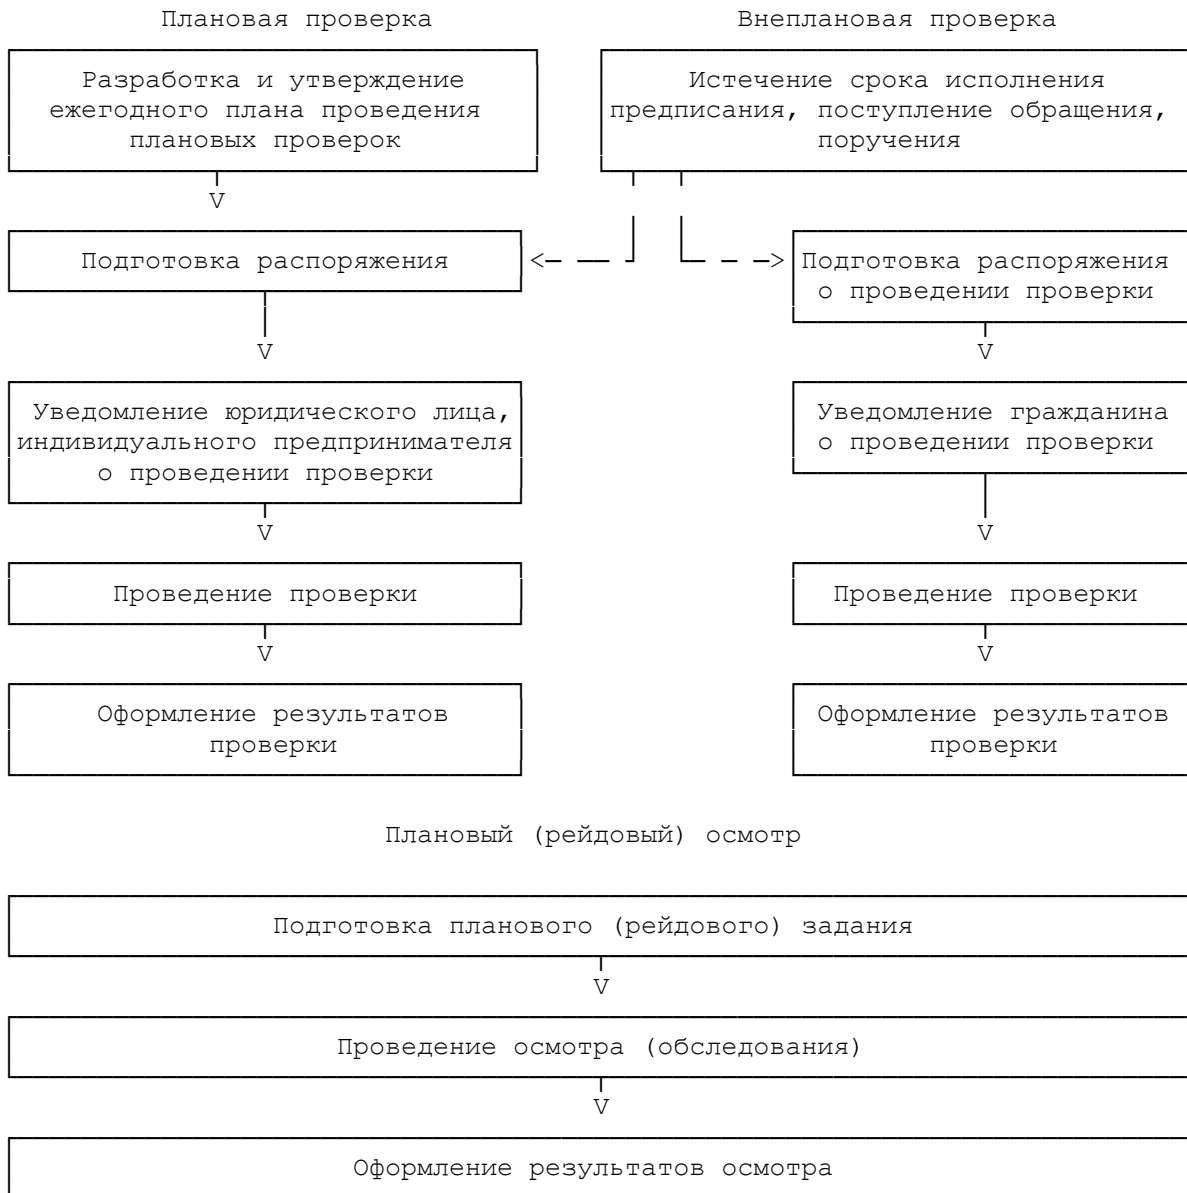 Плановая проверка
Внеплановая проверка
Разработка и утверждение
ежегодного плана проведения
плановых проверок
Истечение срока исполнения
предписания, поступление обращения,
поручения
V
Подготовка распоряжения
<
>
Подготовка распоряжения
о проведении проверки
V
V
Уведомление юридического лица,
индивидуального предпринимателя
о проведении проверки
Уведомление гражданина
о проведении проверки
V
V
Проведение проверки
Проведение проверки
V
V
Оформление результатов
проверки
Оформление результатов
проверки
Плановый (рейдовый) осмотр
Подготовка планового (рейдового) задания
V
Проведение осмотра (обследования)
V
Оформление результатов осмотра